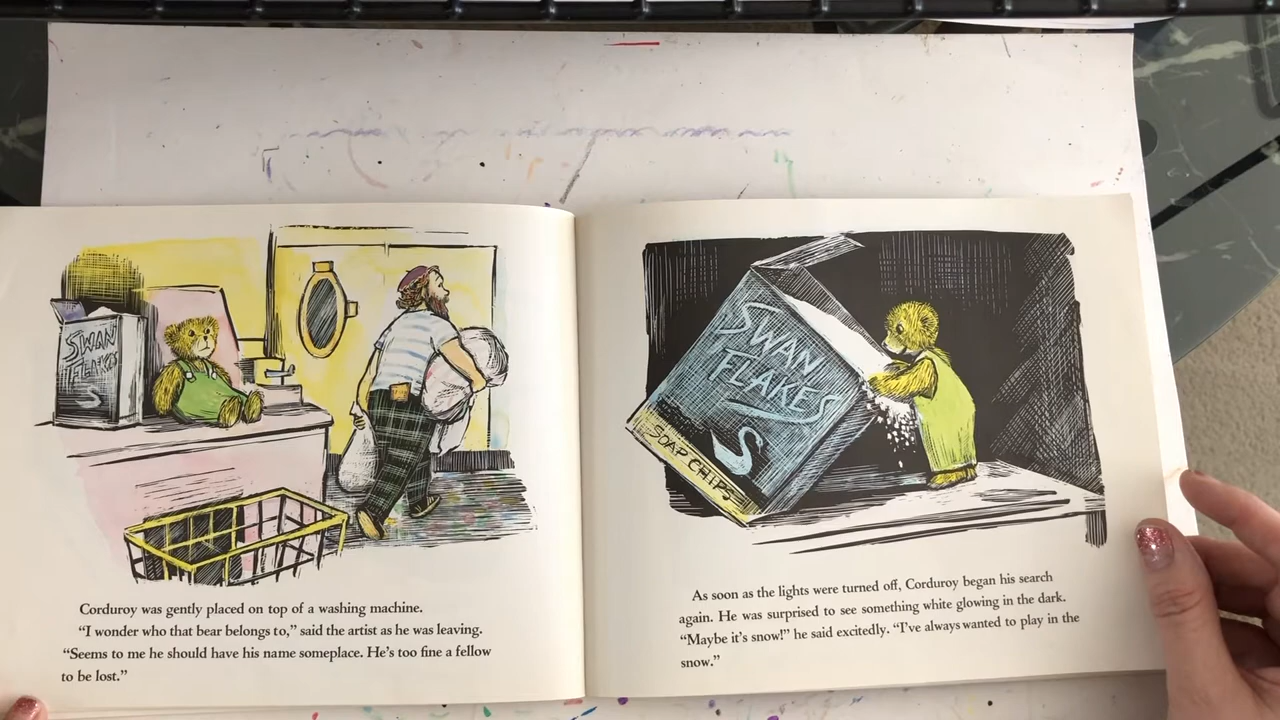 SWAN
FLAKES
Corduroy was gently placed on top of a washing machine.
“I wonder who that bear belongs to,” said the artist as he was leaving.
“Seems to me he should have his name someplace. He’s too fine a fellow
to be lost.”
SWAN
FLAKES
SOAP CHIPS
As soon as the lights were turned off, Corduroy began his search
again. He was surprised to see something white glowing in the dark.
“Maybe it’s snow!” he said excitedly. “I’ve always wanted to play in the
snow.”